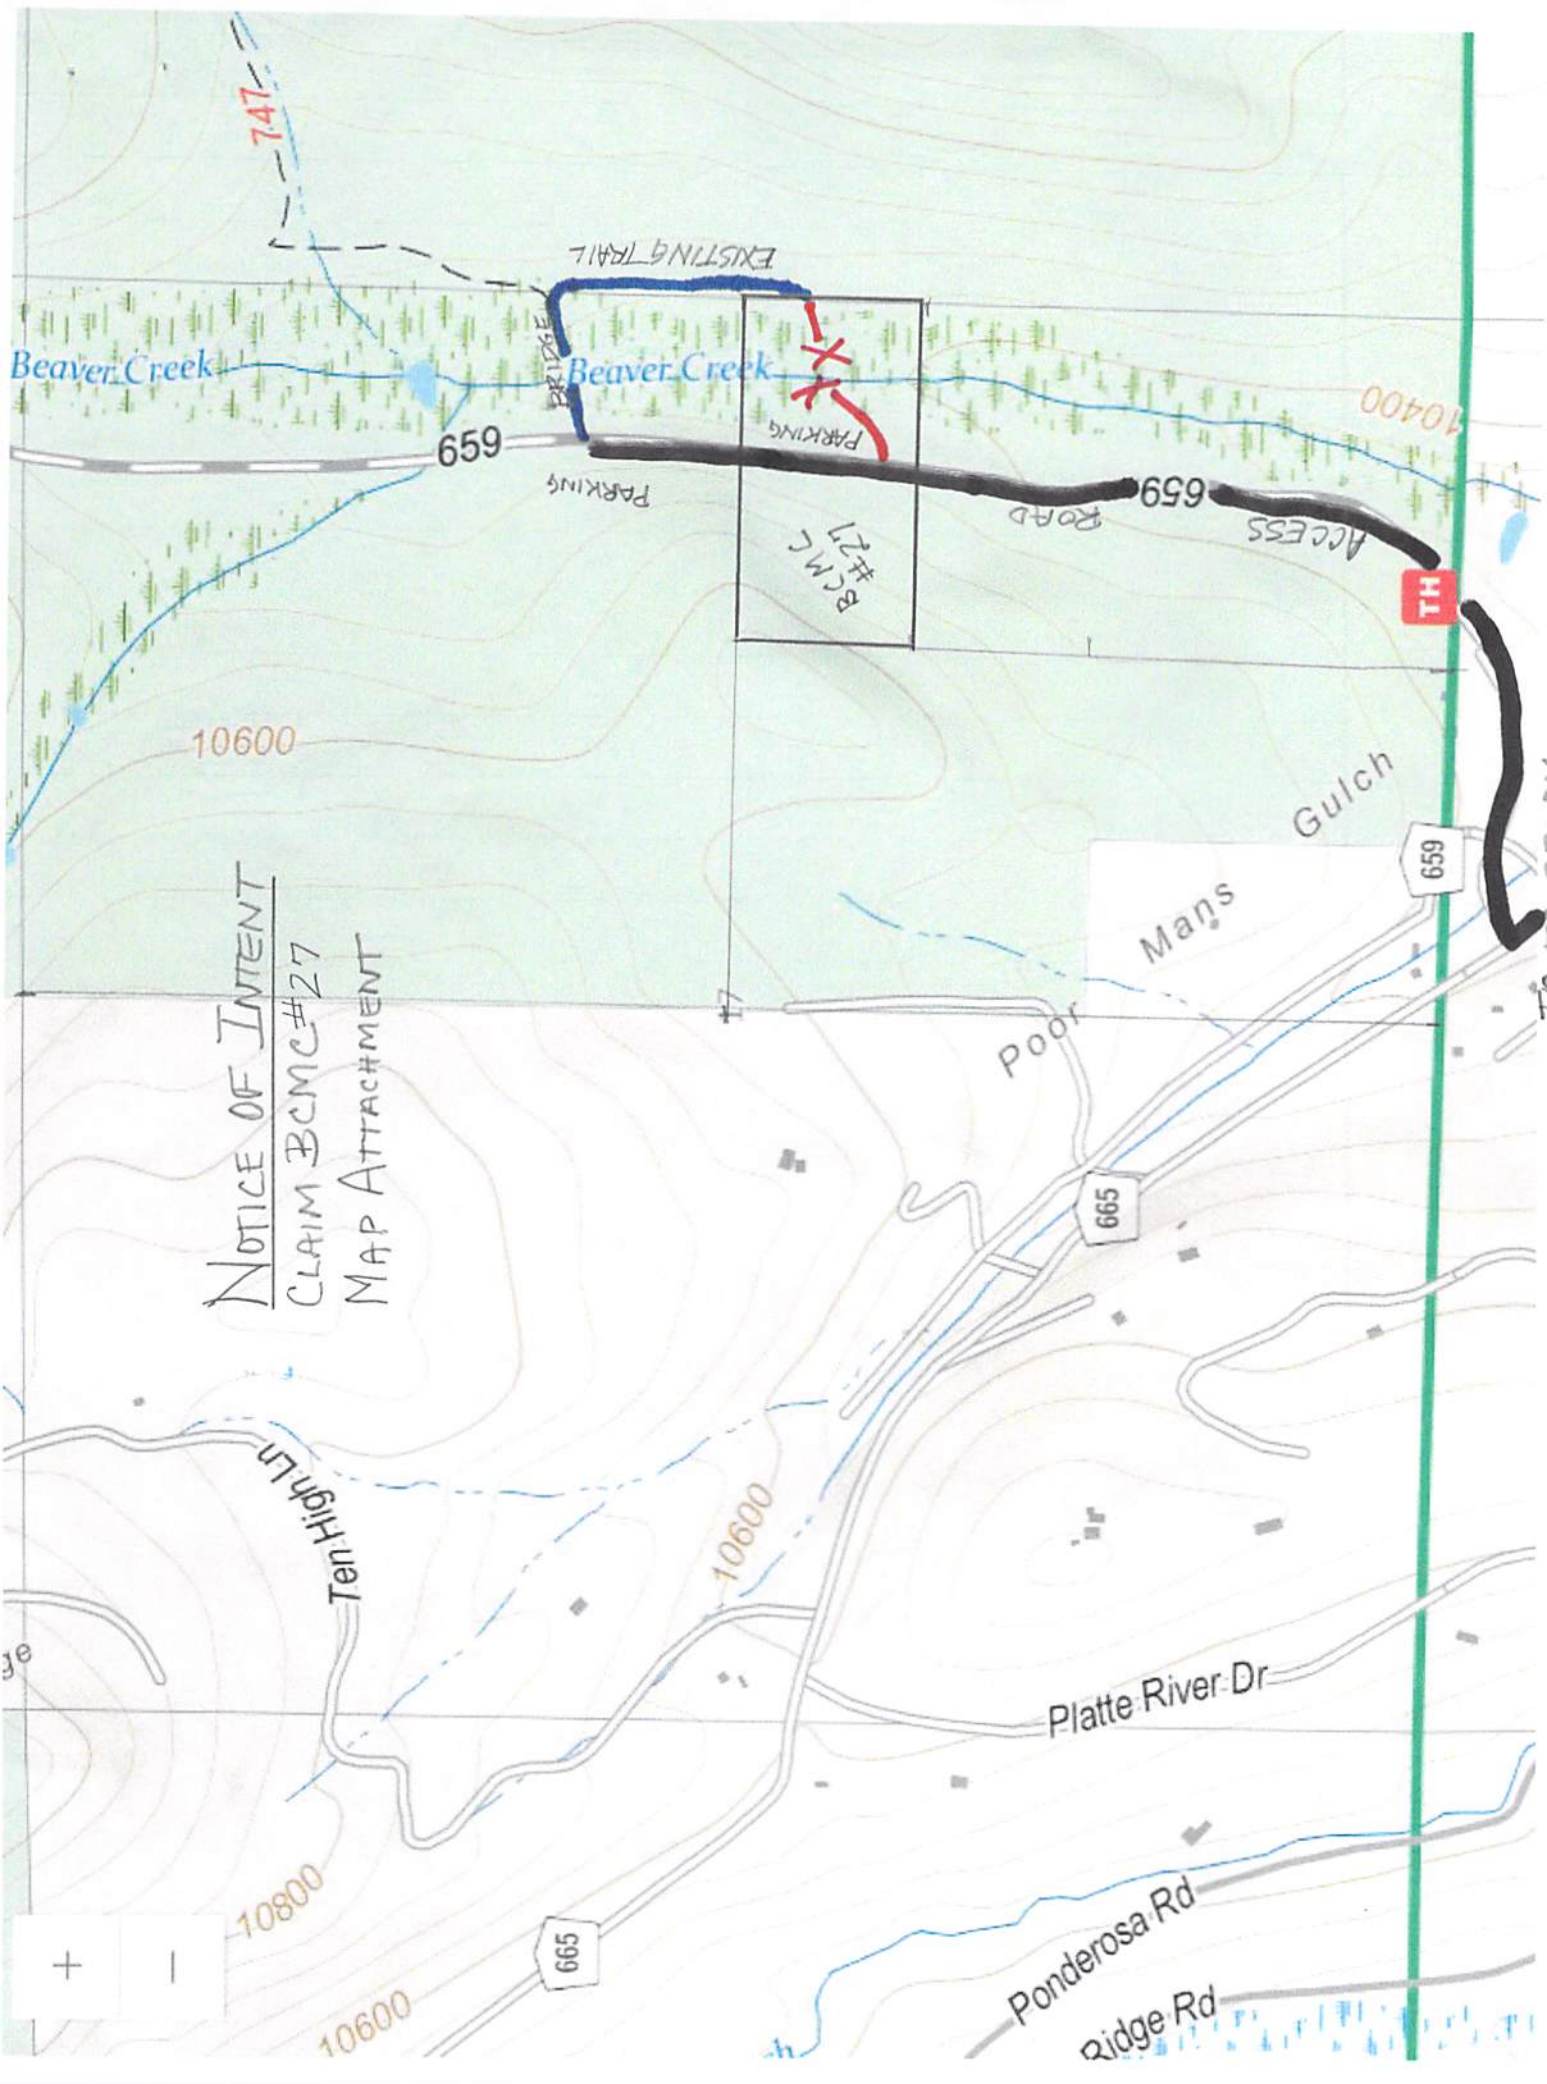 747
EXISTING TRAIL
BRIDGE
Beaver Creek
Beaver Creek
10400
659
PARKING
PARKING
659
ROAD
ACCESS
BCMC
#27
TH
10600
Gulch
Mans
Poor
659
NOTICE OF INTENT
CLAIM BCMC #27
MAP ATTACHMENT
17
665
Ten High Ln
10600
ge
Platte River Dr
10800
665
10600
Ponderosa Rd
Ridge Rd
+
−